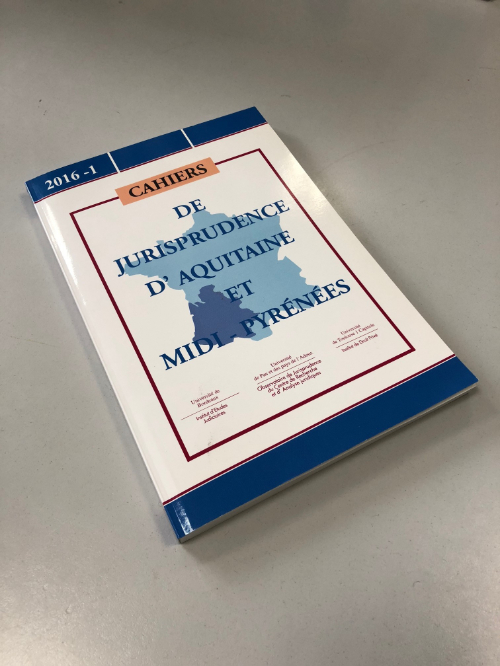 2016 -1
CAHIERS
DE
JURISPRUDENCE
D' AQUITAINE
ET
MIDI PYRÉNÉES
Université de
Bordeaux
Institut d'Etudes
Judiciaires
Université
de Pau et des pays de l'Adour
Observatoire de Jurisprudence
du Centre de Recherche
et d'Analyse Juridiques
Université
de Toulouse 1 Capitole
Institut de Droit Privé